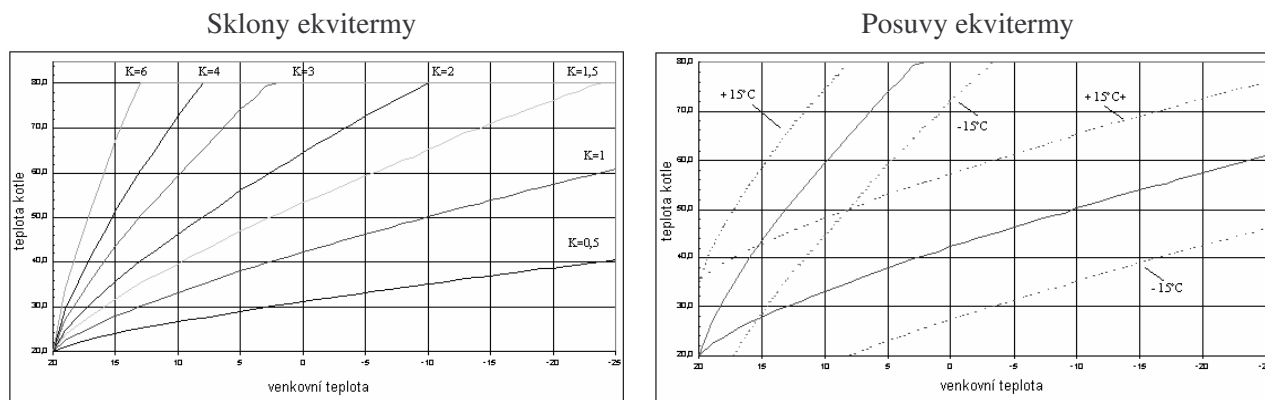 Sklony ekvitermy
K=6 K=4 K=3 K=2 K=1,5
80,0
70,0
60,0
K=1
50,0
K=0,5
40,0
30,0
20,0
teplota kotle
20 15 10 5 0 -5 -10 -15 -20 -25
venkovní teplota
Posuvy ekvitermy
80,0
+15°C
+15°C+
-15°C
70,0
60,0
50,0
40,0
-15°C
30,0
20,0
teplota kotle
20 15 10 5 0 -5 -10 -15 -20 -25
venkovní teplota